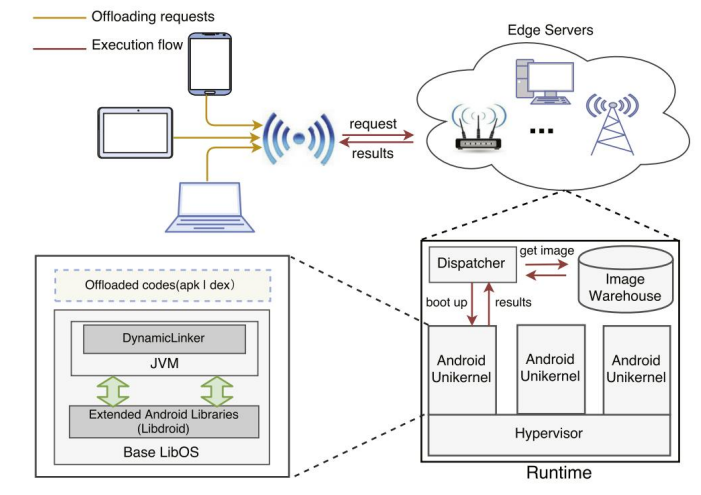 Offloading requests
Execution flow
Edge Servers
request
results
...
Dispatcher
get image
Image
Warehouse
boot up
results
Android
Unikernel
Android
Unikernel
Android
Unikernel
Hypervisor
Runtime
Offloaded codes(apk | dex)
DynamicLinker
JVM
Extended Android Libraries
(Libdroid)
Base LibOS